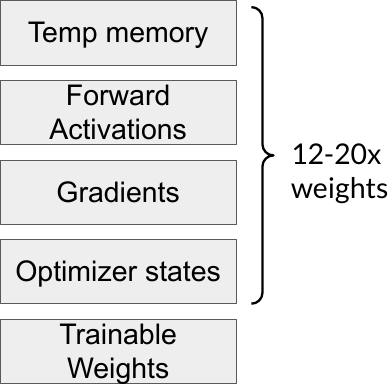 Temp memory
Forward
Activations
Gradients
Optimizer states
Trainable
Weights
12-20x
weights